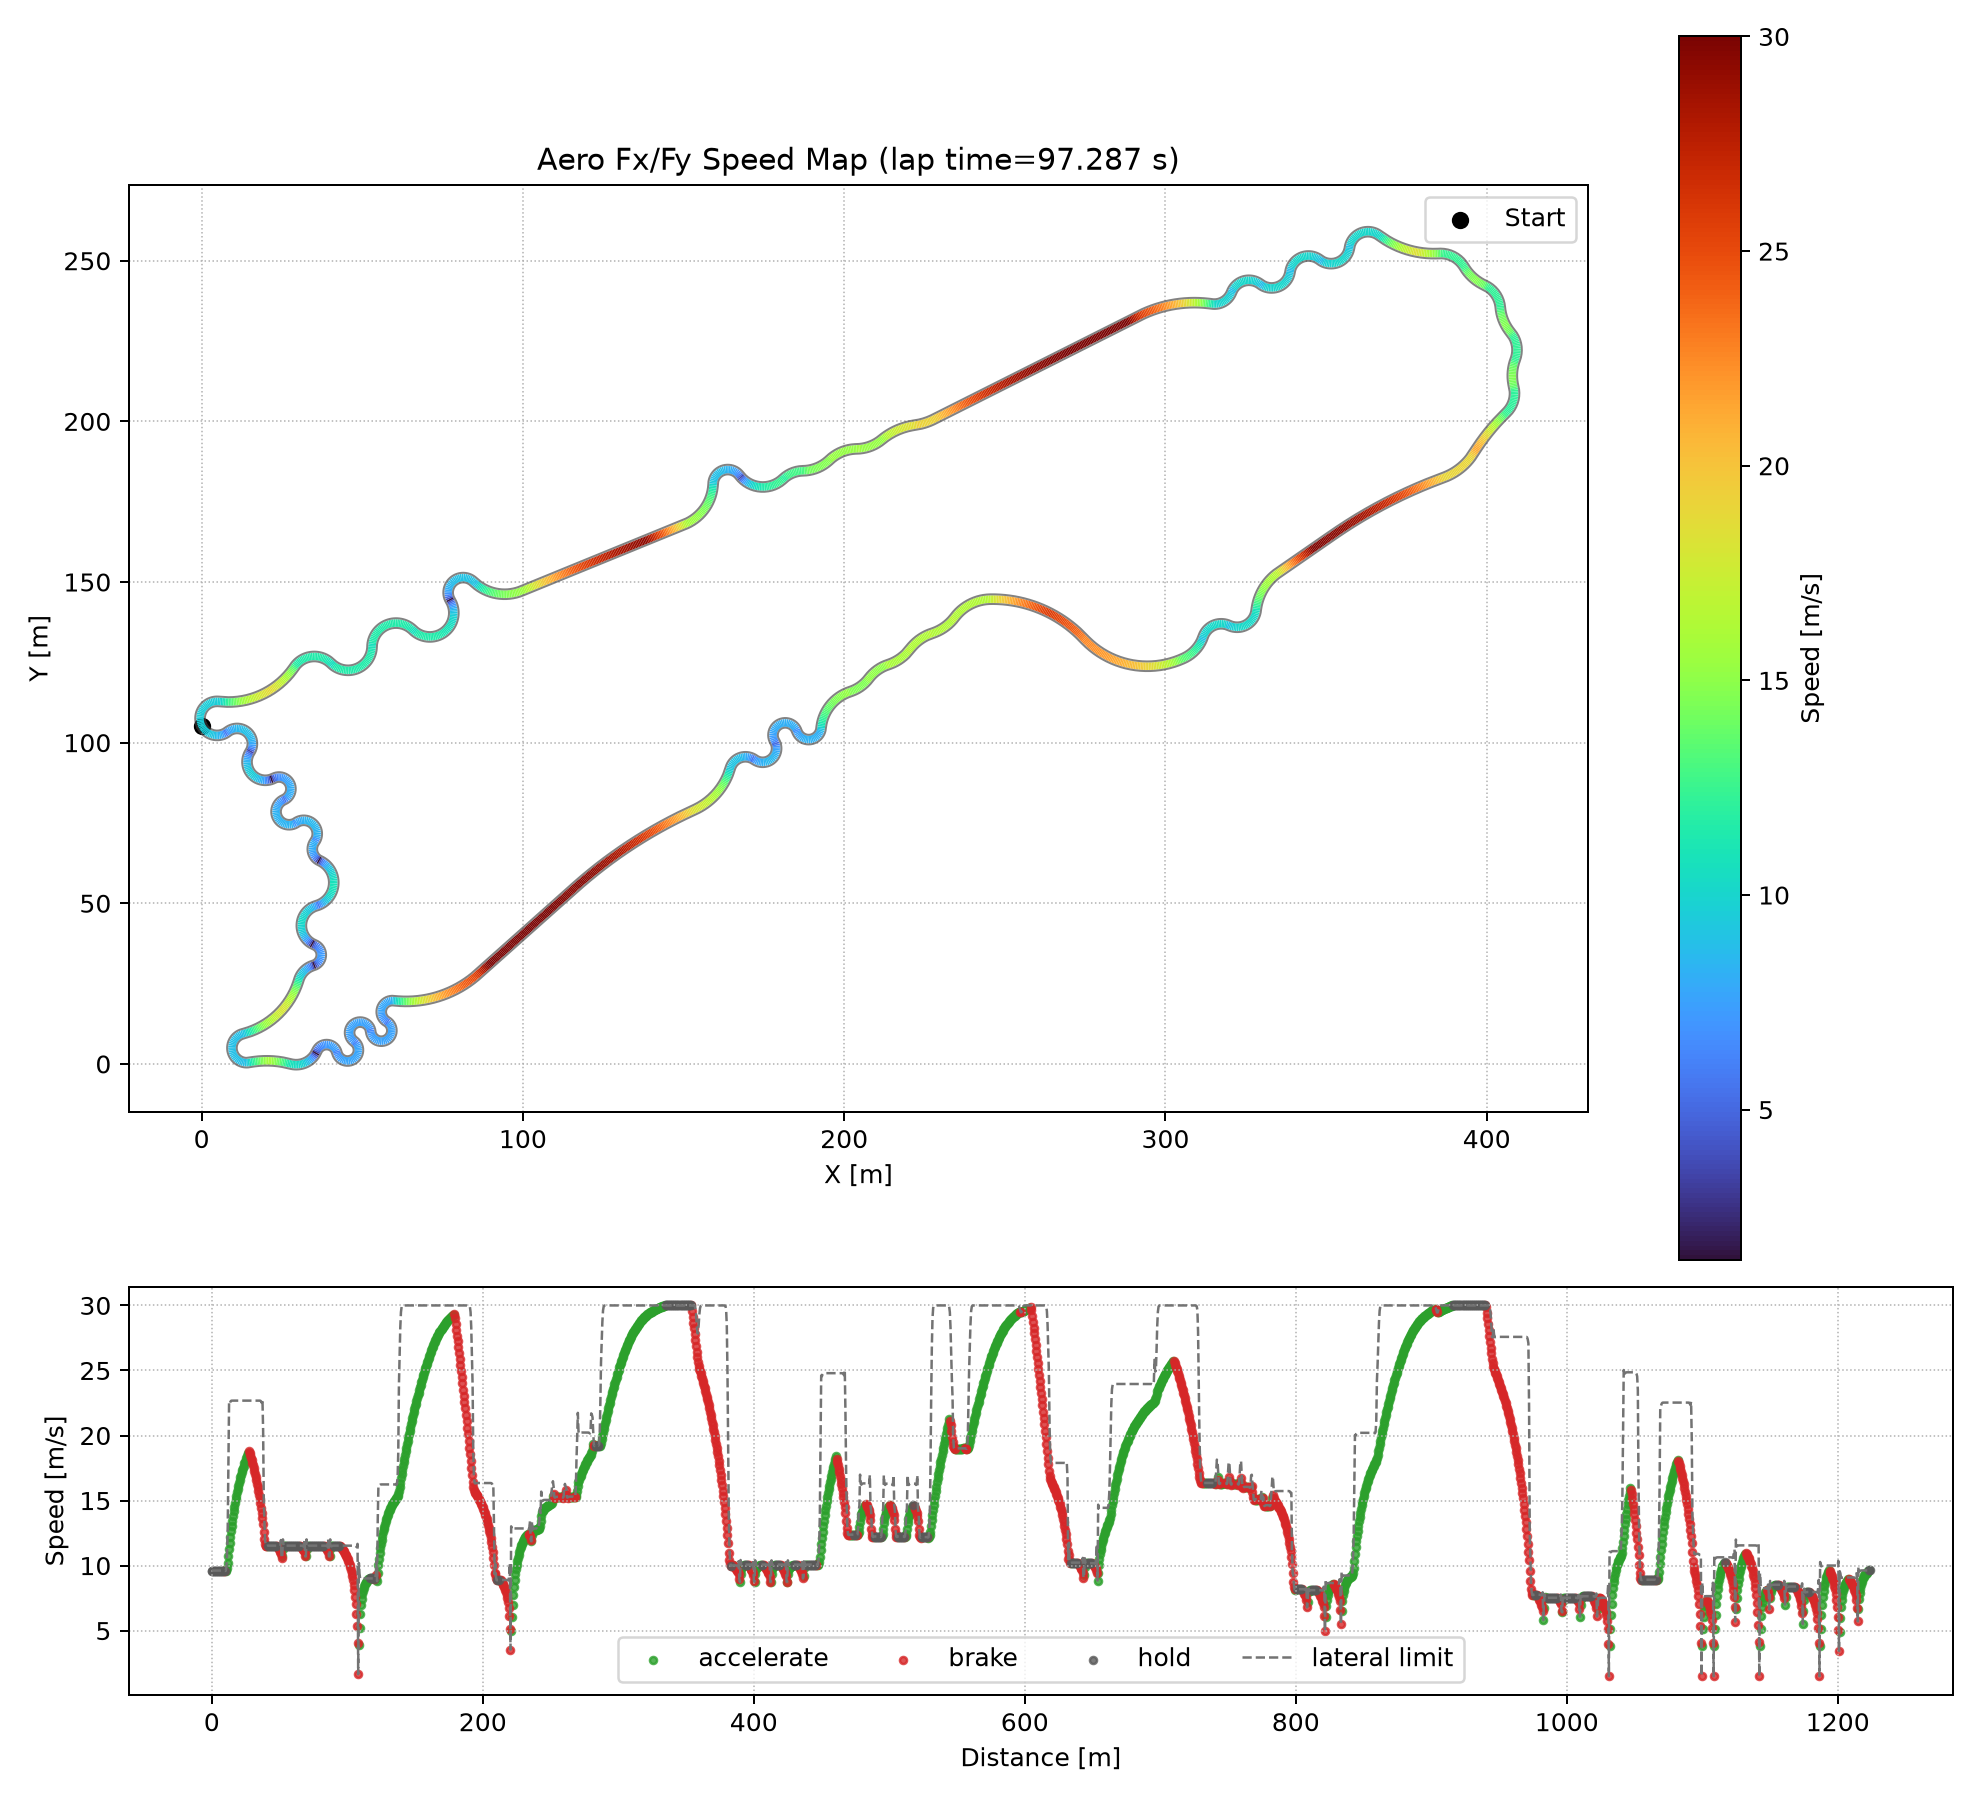 Aero Fx/Fy Speed Map (lap time=97.287 s)
Start
Y [m]
250
200
150
100
50
0
0 100 200 300 400
X [m]
30
25
20
15
10
5
Speed [m/s]
Speed [m/s]
30
25
20
15
10
5
accelerate brake hold lateral limit
0 200 400 600 800 1000 1200
Distance [m]